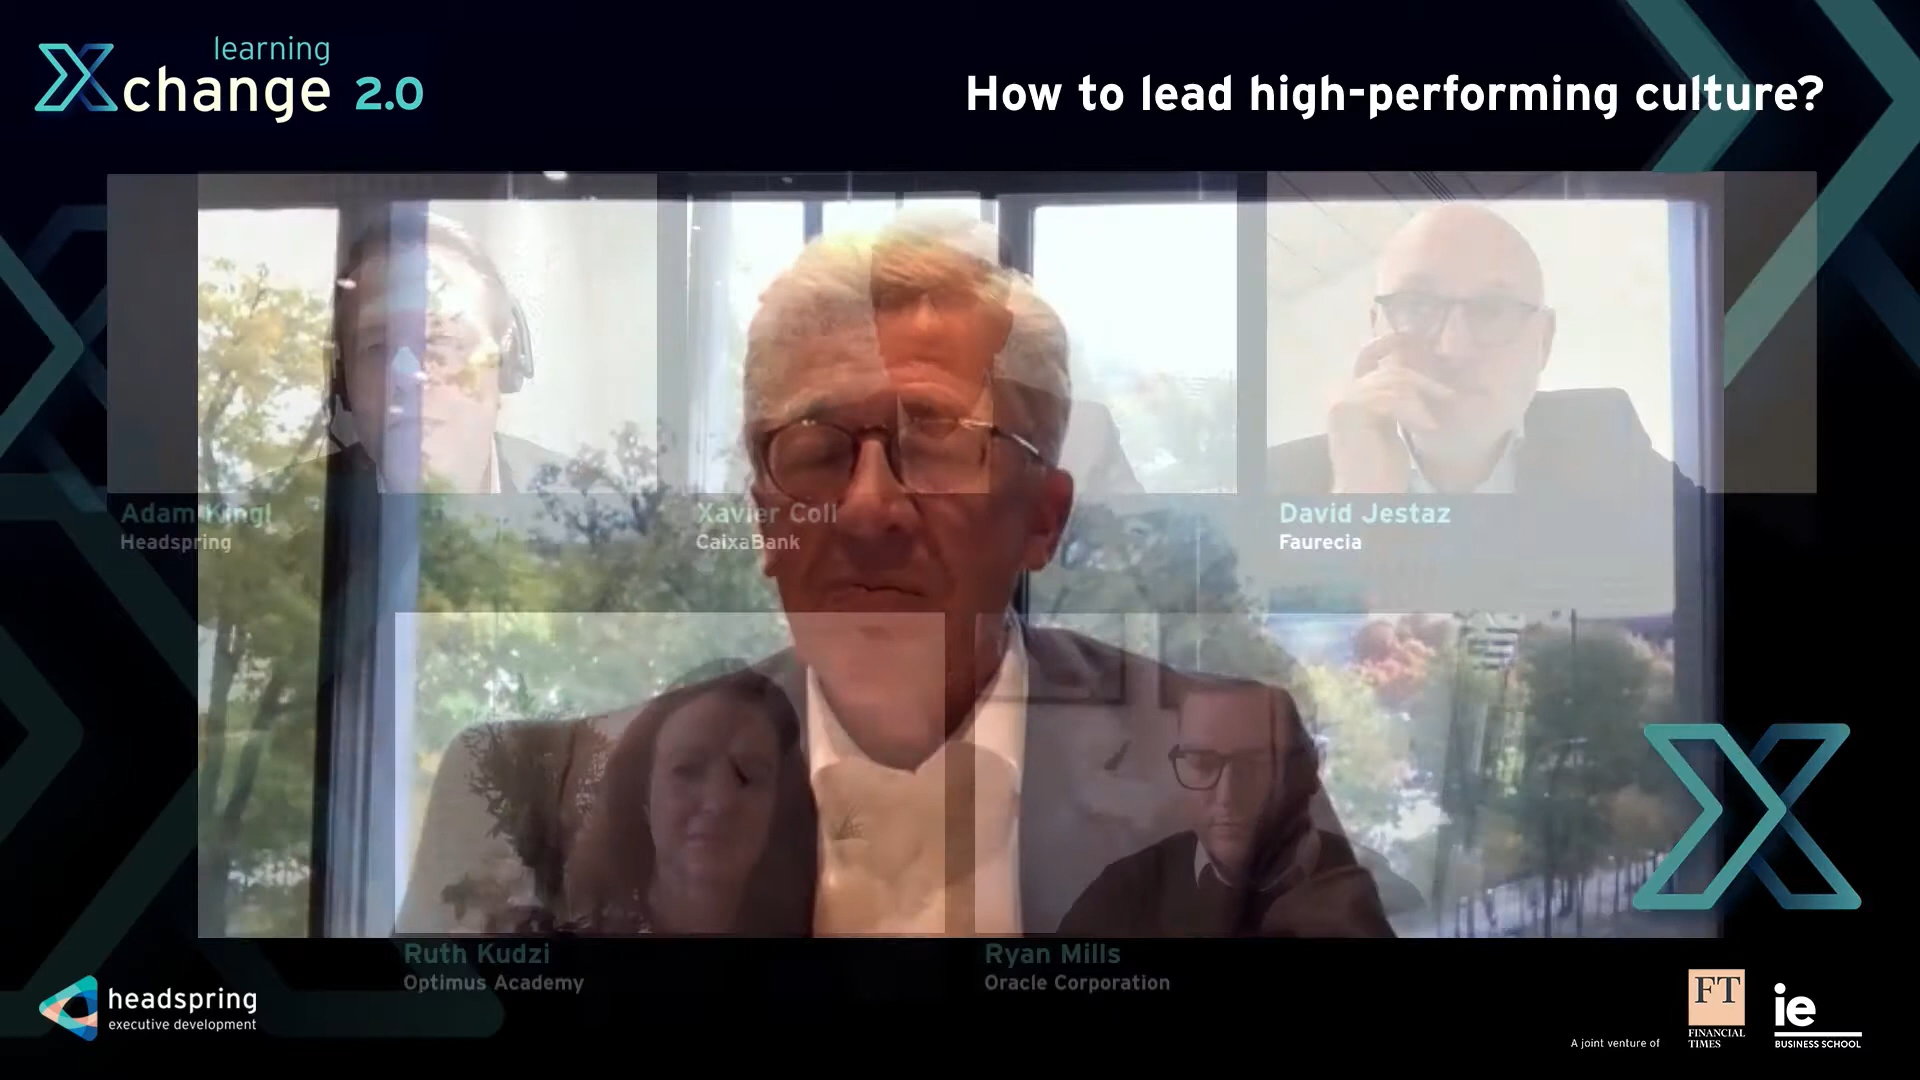 learning
Xchange 2.0
How to lead high-performing culture?
Adam Kingl
Headspring
Xavier Coll
CaixaBank
David Jestaz
Faurecia
Ruth Kudzi
Optimus Academy
Ryan Mills
Oracle Corporation
headspring
executive development
A joint venture of
FT
FINANCIAL
TIMES
ie
BUSINESS SCHOOL